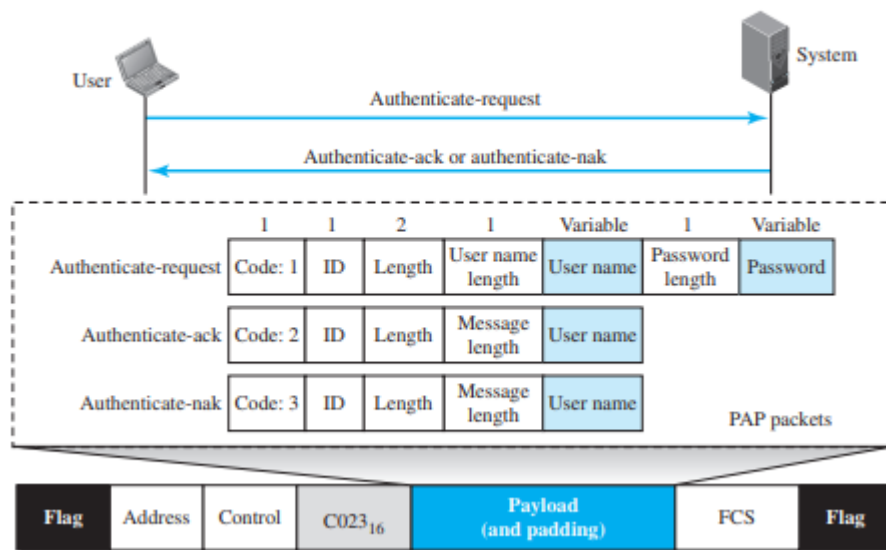 User
System
Authenticate-request
Authenticate-ack or authenticate-nak
1 1 2 1 Variable 1 Variable
Authenticate-request Code: 1 ID Length User name length User name Password length Password
Authenticate-ack Code: 2 ID Length Message length User name
Authenticate-nak Code: 3 ID Length Message length User name
PAP packets
Flag Address Control C023₁₆ Payload (and padding) FCS Flag